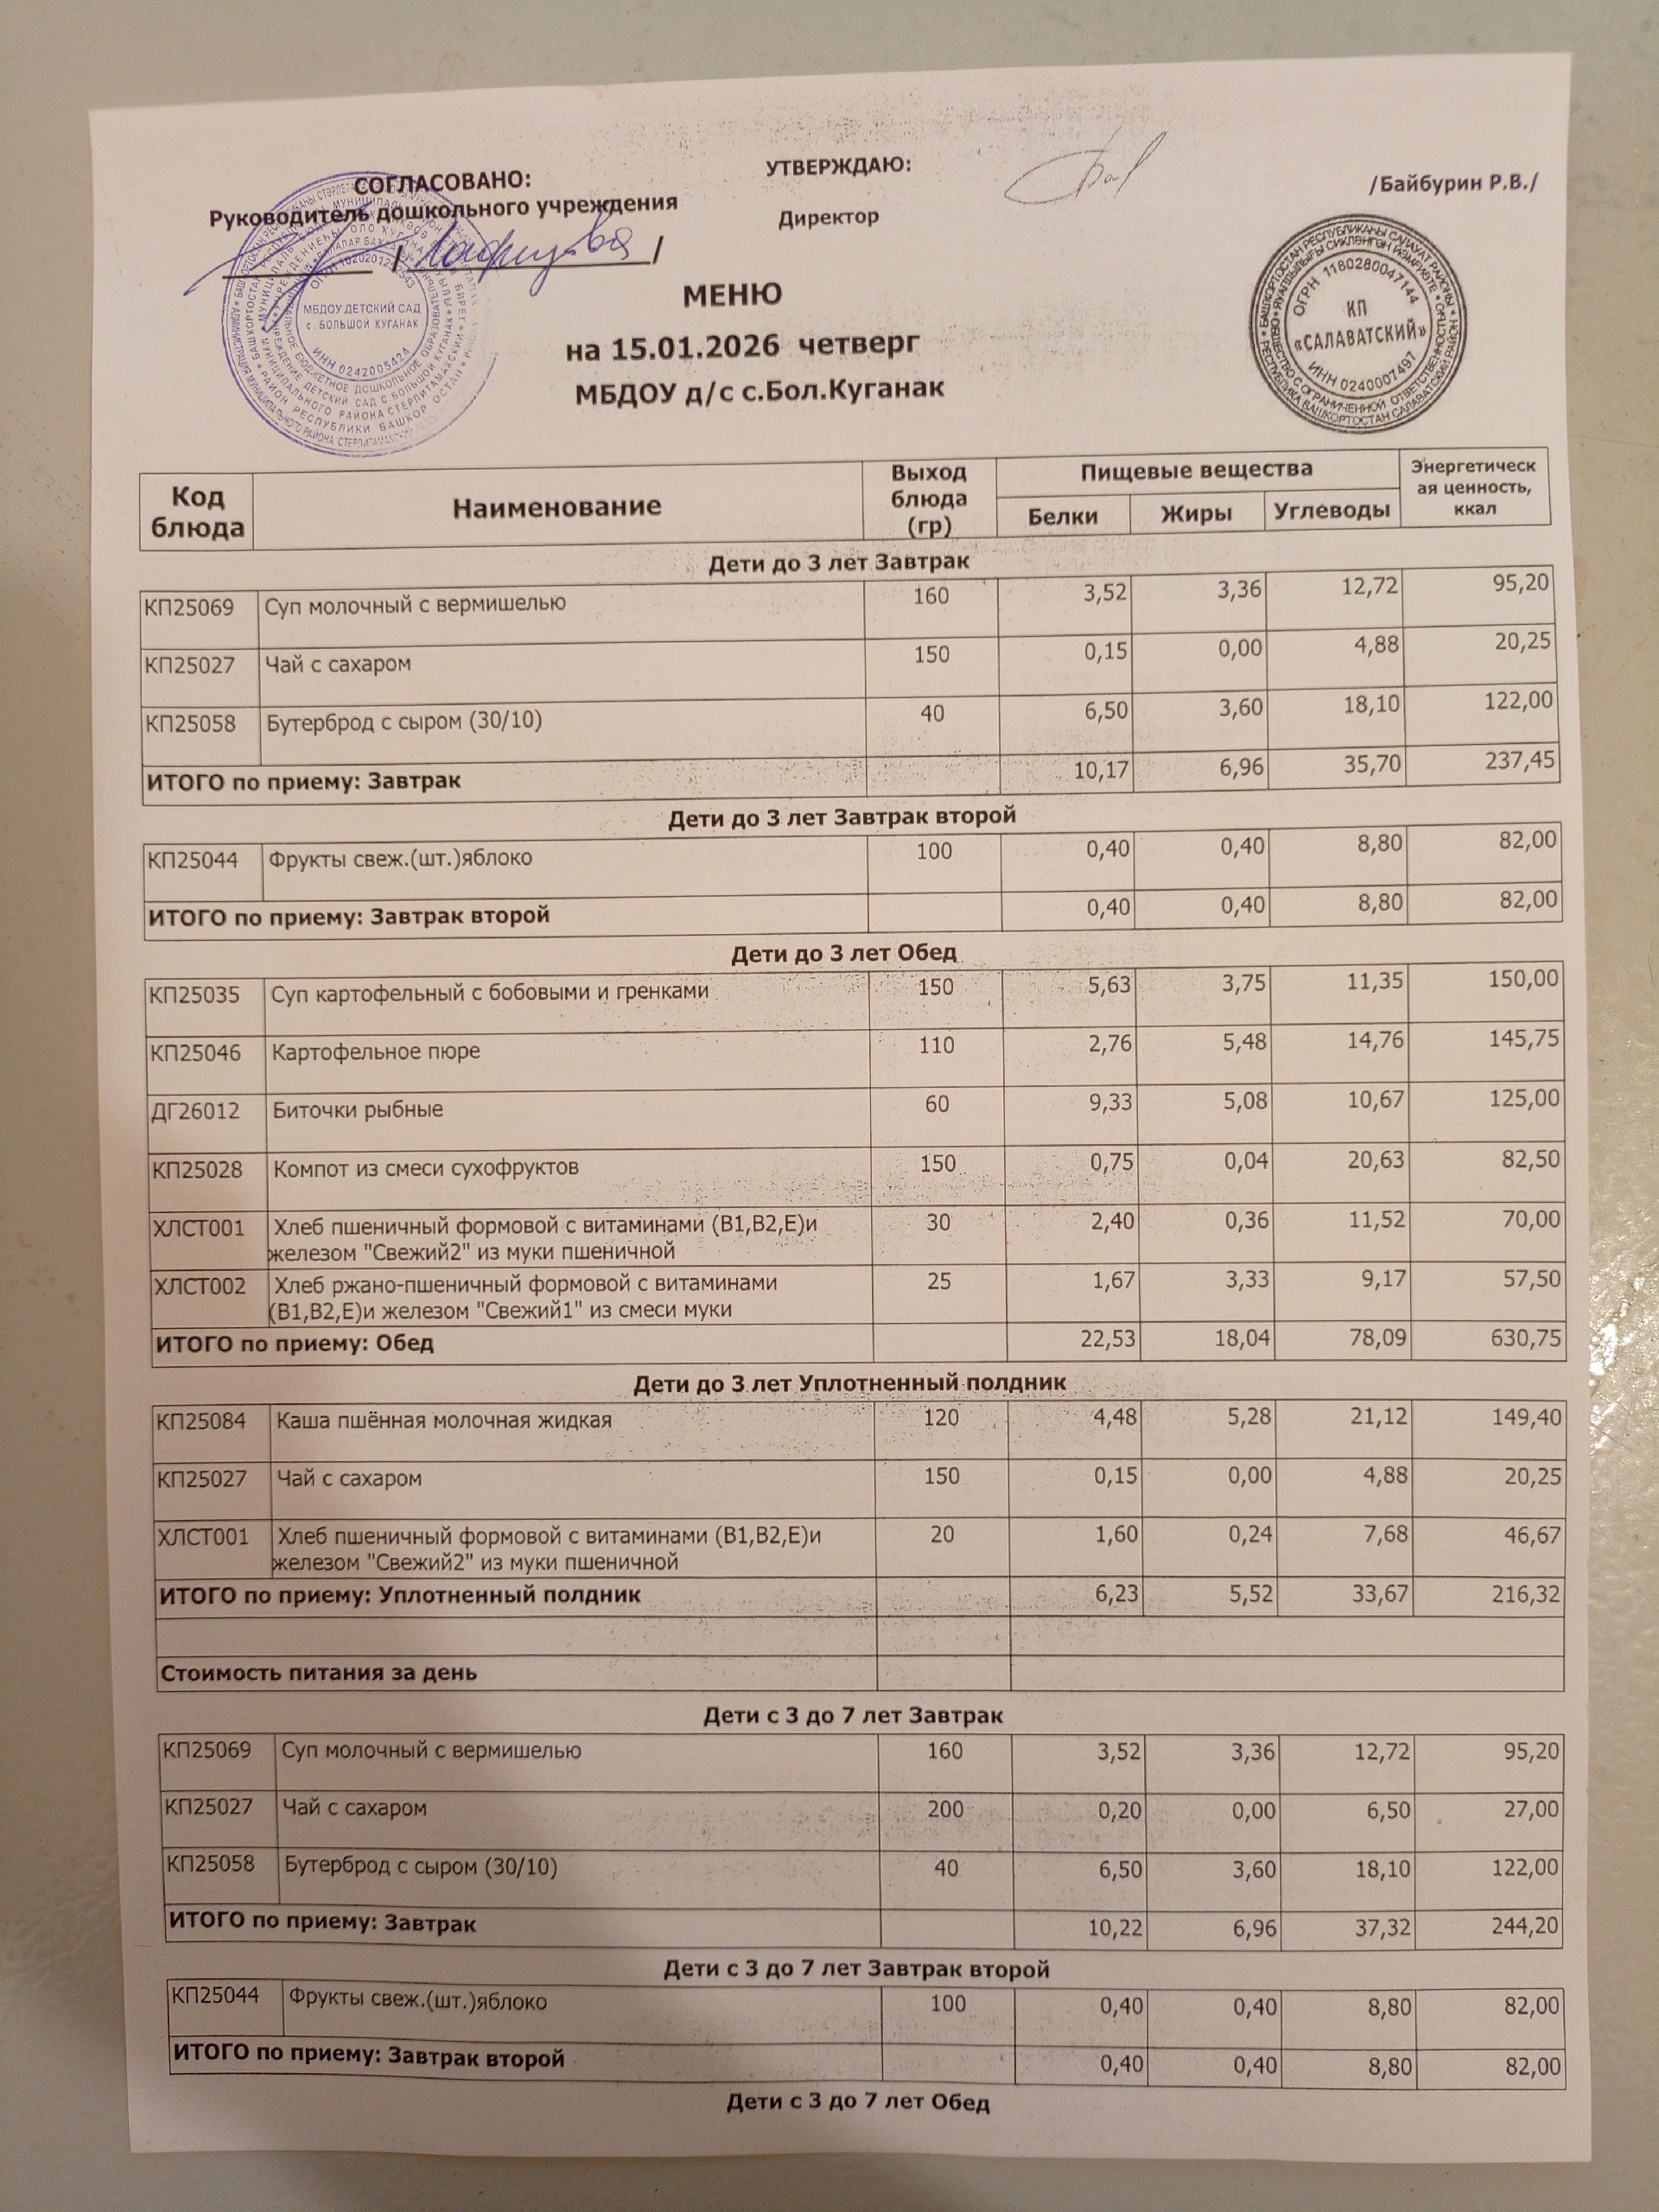 СОГЛАСОВАНО:
Руководитель дошкольного учреждения
УТВЕРЖДАЮ:
Директор
/Байбурин Р.В./
МБДОУ ДЕТСКИЙ САД
с. БОЛЬШОЙ КУГАНАК
ИНН 0242005424
ОГРН 1180280047144
КП
«САЛАВАТСКИЙ»
ИНН 0240007497
МЕНЮ
на 15.01.2026 четверг
МБДОУ д/с с.Бол.Куганак
Код блюда Наименование Выход блюда (гр) Пищевые вещества Энергетическ ая ценность, ккал
Белки Жиры Углеводы
Дети до 3 лет Завтрак
КП25069 Суп молочный с вермишелью 160 3,52 3,36 12,72 95,20
КП25027 Чай с сахаром 150 0,15 0,00 4,88 20,25
КП25058 Бутерброд с сыром (30/10) 40 6,50 3,60 18,10 122,00
ИТОГО по приему: Завтрак 10,17 6,96 35,70 237,45
Дети до 3 лет Завтрак второй
КП25044 Фрукты свеж.(шт.)яблоко 100 0,40 0,40 8,80 82,00
ИТОГО по приему: Завтрак второй 0,40 0,40 8,80 82,00
Дети до 3 лет Обед
КП25035 Суп картофельный с бобовыми и гренками 150 5,63 3,75 11,35 150,00
КП25046 Картофельное пюре 110 2,76 5,48 14,76 145,75
ДГ26012 Биточки рыбные 60 9,33 5,08 10,67 125,00
КП25028 Компот из смеси сухофруктов 150 0,75 0,04 20,63 82,50
ХЛСТ001 Хлеб пшеничный формовой с витаминами (В1,В2,Е)и 30 2,40 0,36 11,52 70,00
железом "Свежий2" из муки пшеничной
ХЛСТ002 Хлеб ржано-пшеничный формовой с витаминами 25 1,67 3,33 9,17 57,50
(В1,В2,Е)и железом "Свежий1" из смеси муки
ИТОГО по приему: Обед 22,53 18,04 78,09 630,75
Дети до 3 лет Уплотненный полдник
КП25084 Каша пшённая молочная жидкая 120 4,48 5,28 21,12 149,40
КП25027 Чай с сахаром 150 0,15 0,00 4,88 20,25
ХЛСТ001 Хлеб пшеничный формовой с витаминами (В1,В2,Е)и 20 1,60 0,24 7,68 46,67
железом "Свежий2" из муки пшеничной
ИТОГО по приему: Уплотненный полдник 6,23 5,52 33,67 216,32
Стоимость питания за день
Дети с 3 до 7 лет Завтрак
КП25069 Суп молочный с вермишелью 160 3,52 3,36 12,72 95,20
КП25027 Чай с сахаром 200 0,20 0,00 6,50 27,00
КП25058 Бутерброд с сыром (30/10) 40 6,50 3,60 18,10 122,00
ИТОГО по приему: Завтрак 10,22 6,96 37,32 244,20
Дети с 3 до 7 лет Завтрак второй
КП25044 Фрукты свеж.(шт.)яблоко 100 0,40 0,40 8,80 82,00
ИТОГО по приему: Завтрак второй 0,40 0,40 8,80 82,00
Дети с 3 до 7 лет Обед